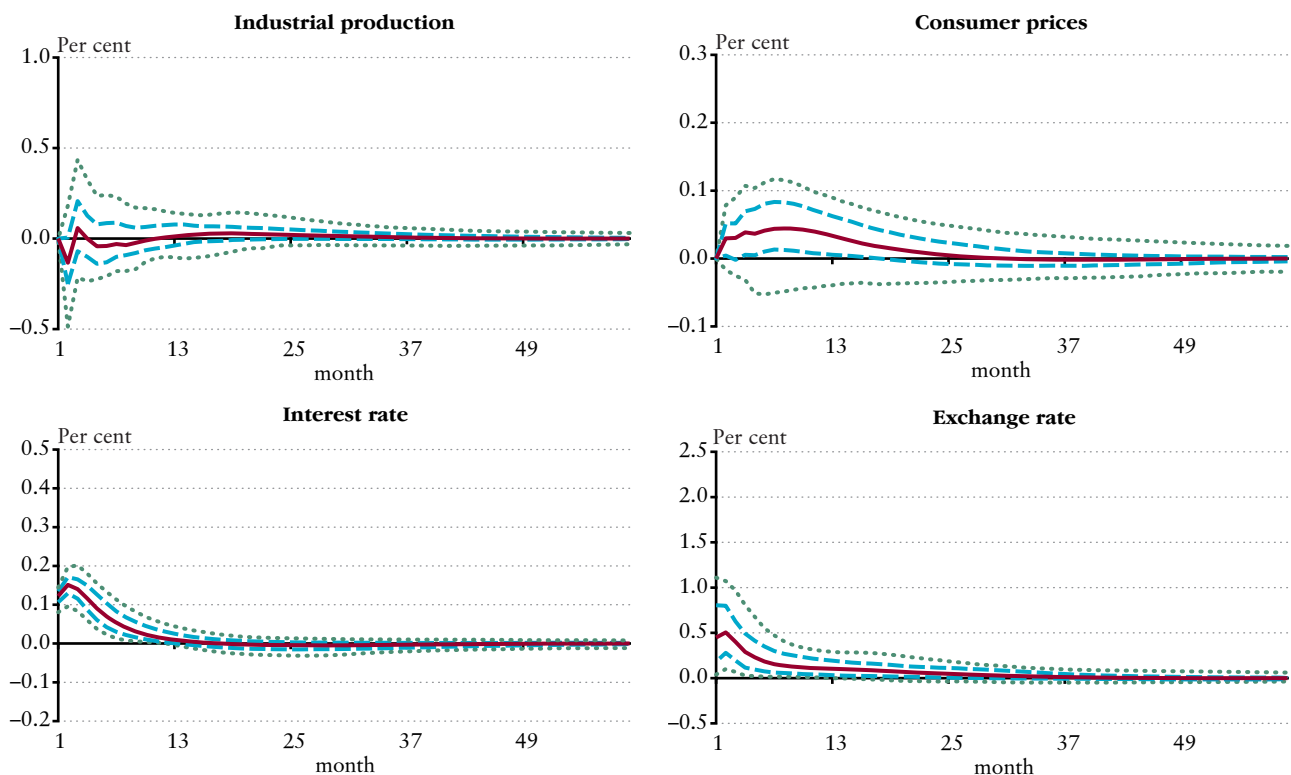 Industrial production
Per cent
1.0
0.5
0.0
–0.5
1 13 25 37 49
month
Consumer prices
Per cent
0.3
0.2
0.1
0.0
–0.1
1 13 25 37 49
month
Interest rate
Per cent
0.5
0.4
0.3
0.2
0.1
0.0
–0.1
–0.2
1 13 25 37 49
month
Exchange rate
Per cent
2.5
2.0
1.5
1.0
0.5
0.0
–0.5
1 13 25 37 49
month